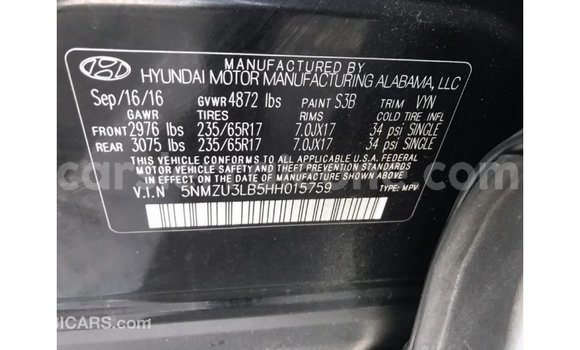 MANUFACTURED BY
HYUNDAI MOTOR MANUFACTURING ALABAMA, LLC
Sep/16/16 GVWR 4872 lbs PAINT S3B TRIM VYN
GAWR TIRES RIMS COLD TIRE INFL
FRONT 2976 lbs 235/65R17 7.0JX17 34 psi SINGLE
REAR 3075 lbs 235/65R17 7.0JX17 34 psi SINGLE
THIS VEHICLE CONFORMS TO ALL APPLICABLE U.S.A. FEDERAL
MOTOR VEHICLE SAFETY AND BUMPER STANDARDS
IN EFFECT ON THE DATE OF MANUFACTURE SHOWN ABOVE.
V.I.N 5NMZU3LB5HH015759 TYPE: MPV
BICARS.com